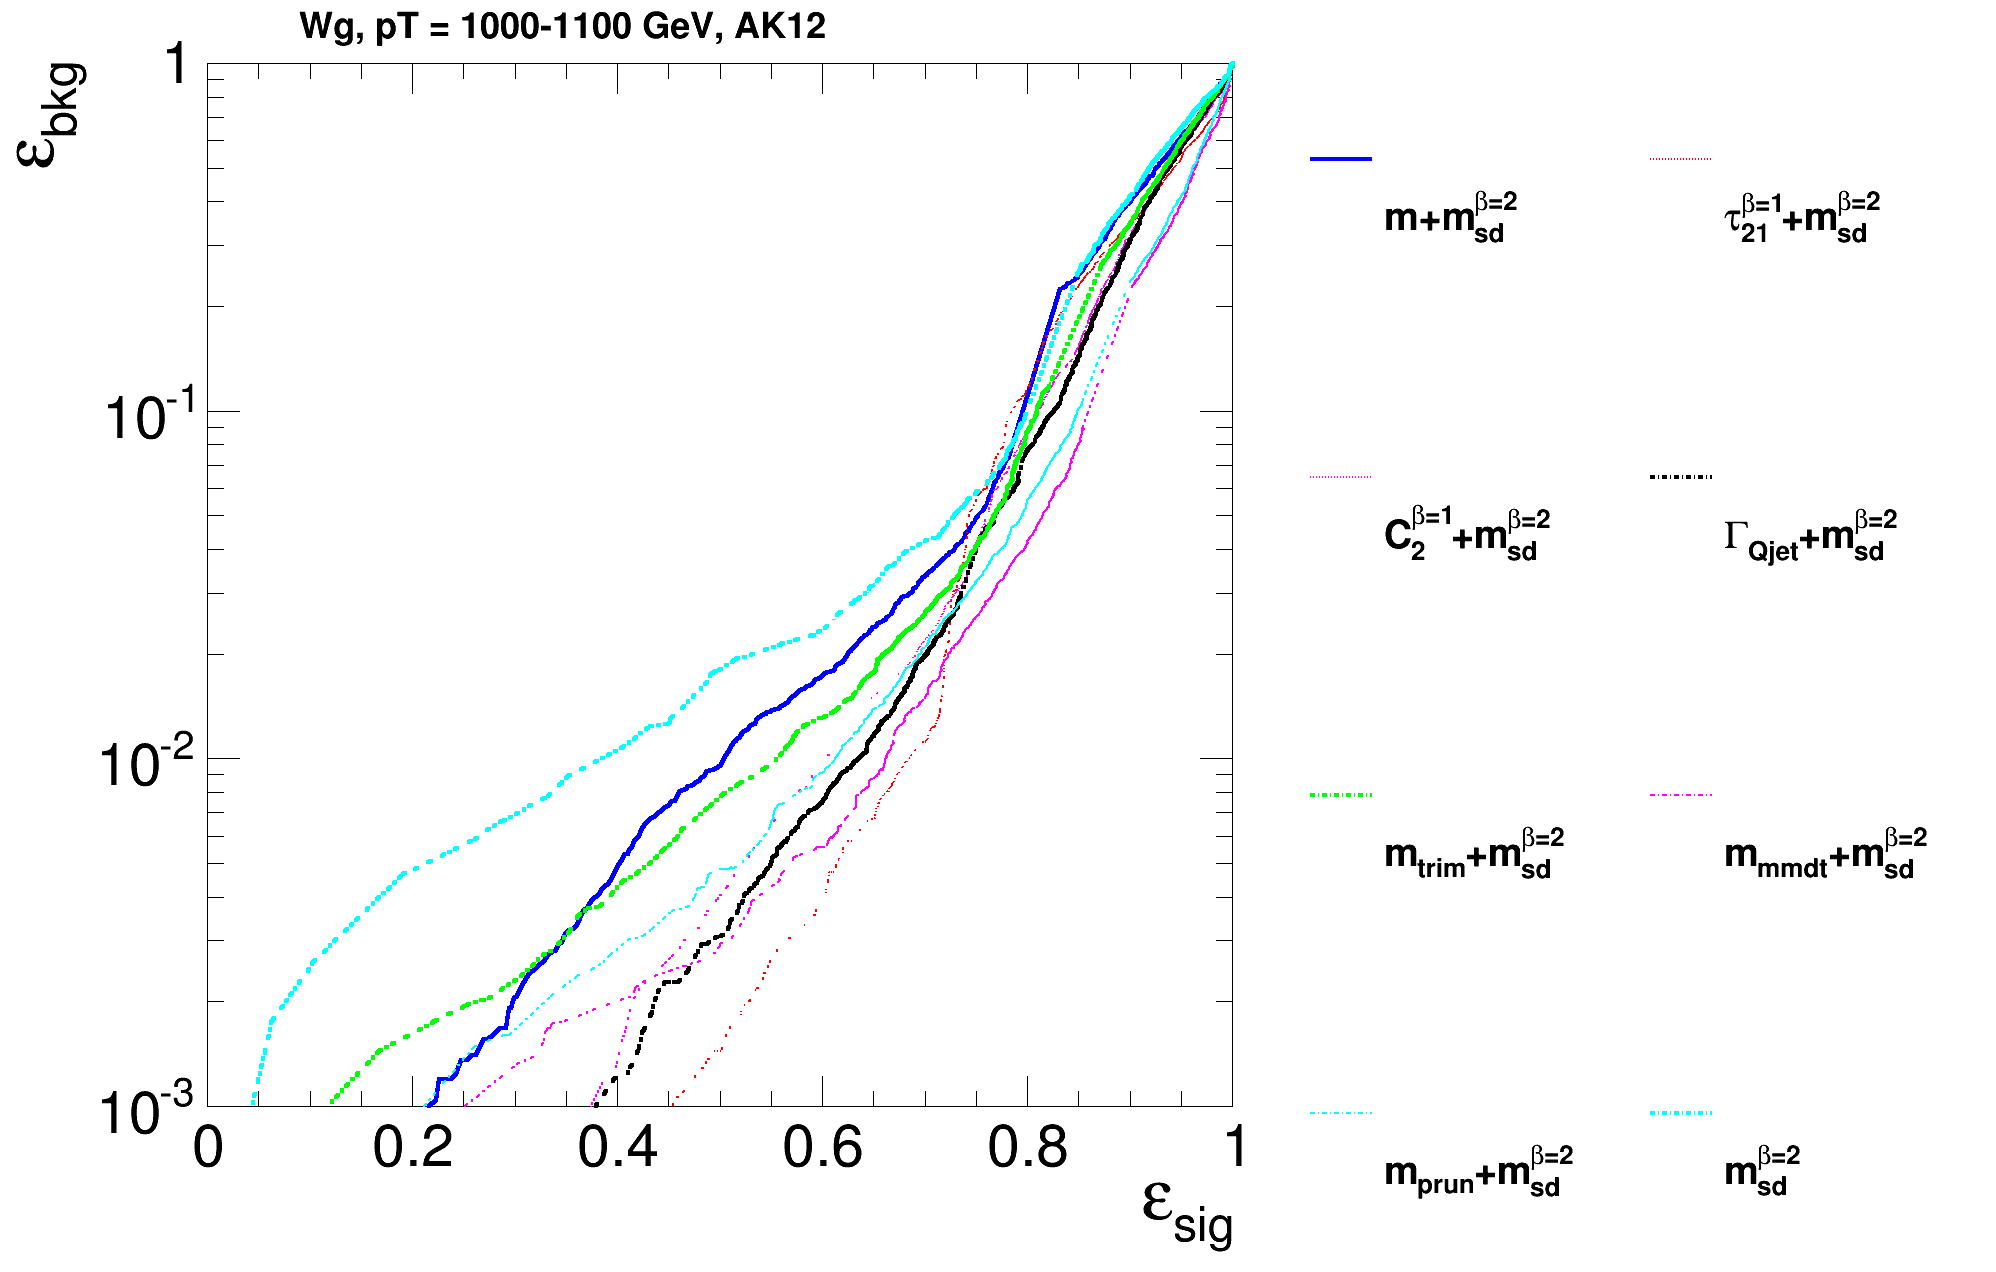 Wg, pT = 1000-1100 GeV, AK12
ε_bkg
1
10^-1
10^-2
10^-3
0 0.2 0.4 0.6 0.8 1
ε_sig
m+m_sd^β=2
τ_21^β=1+m_sd^β=2
C_2^β=1+m_sd^β=2
Γ_Qjet+m_sd^β=2
m_trim+m_sd^β=2
m_mmdt+m_sd^β=2
m_prun+m_sd^β=2
m_sd^β=2